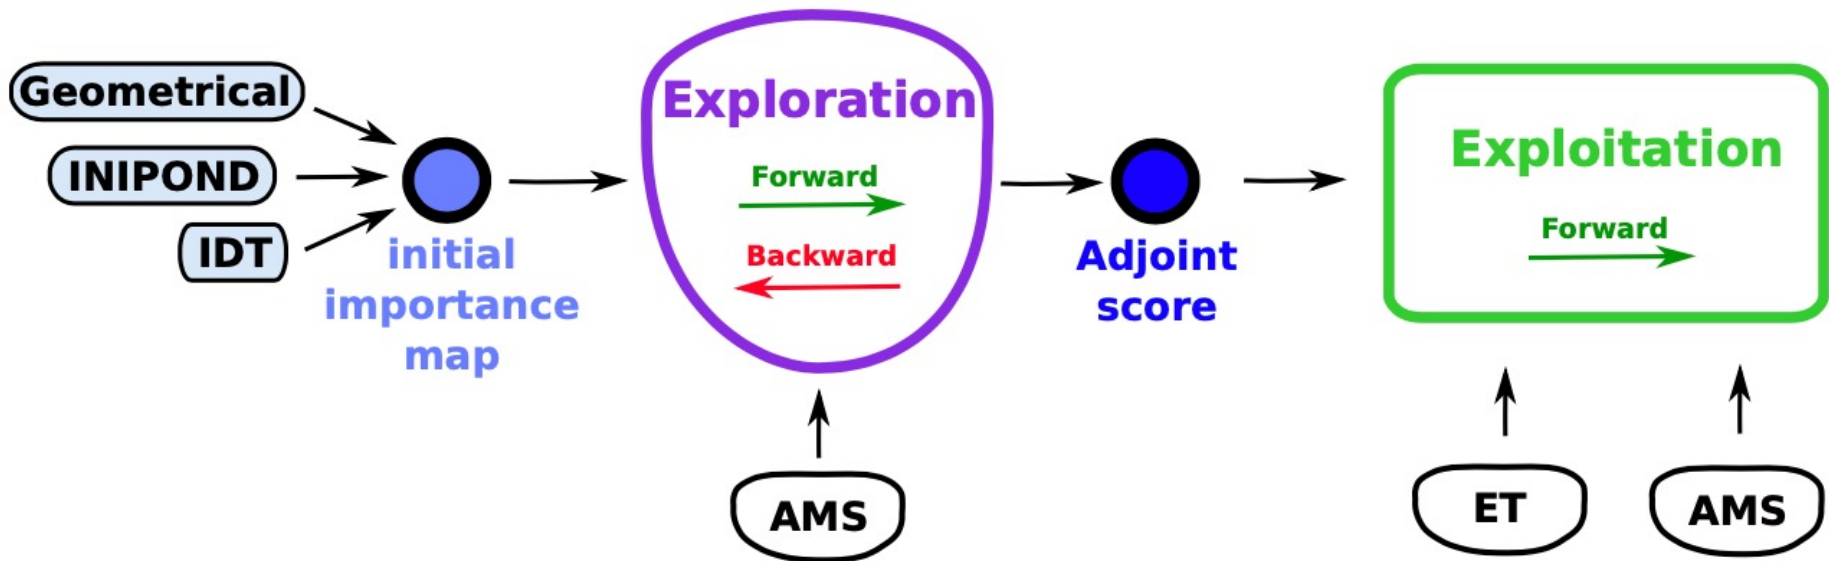 Geometrical
INIPOND
IDT
initial
importance
map
Exploration
Forward
Backward
AMS
Adjoint
score
Exploitation
Forward
ET
AMS